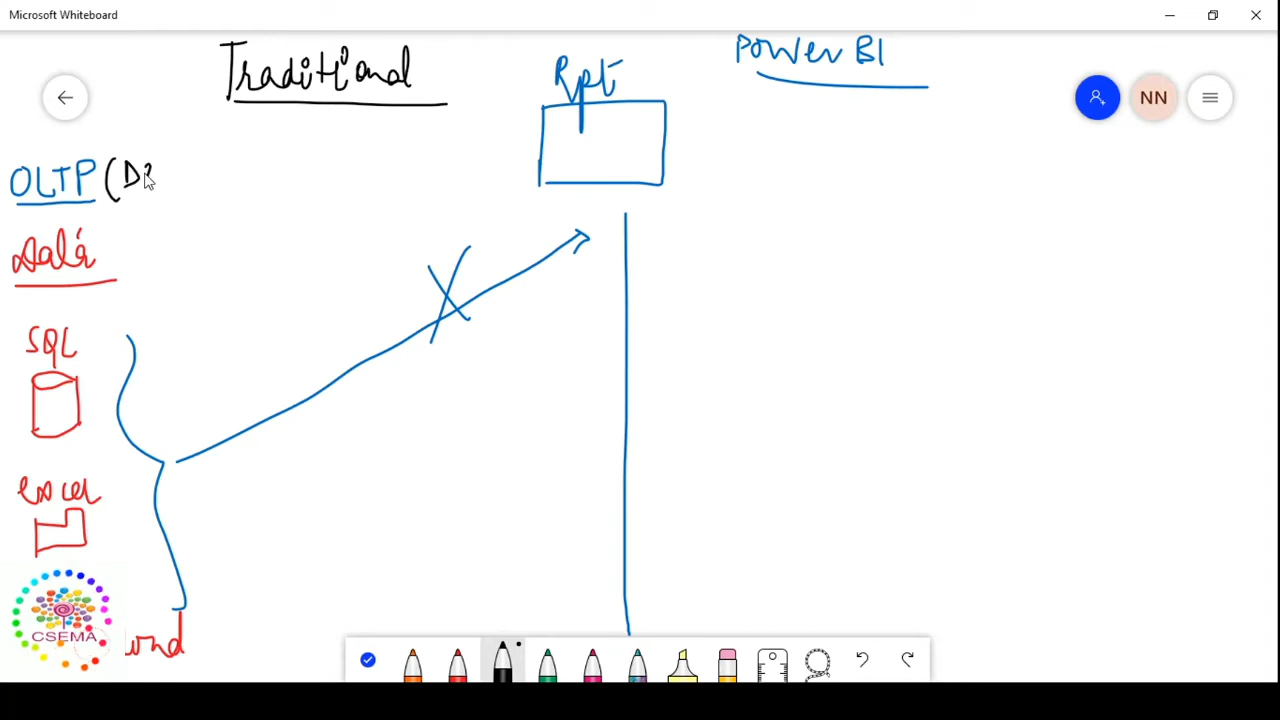 Microsoft Whiteboard
Traditional
Rpt
Power BI
NN
OLTP (D
Data
SQL
excel
CSEMA